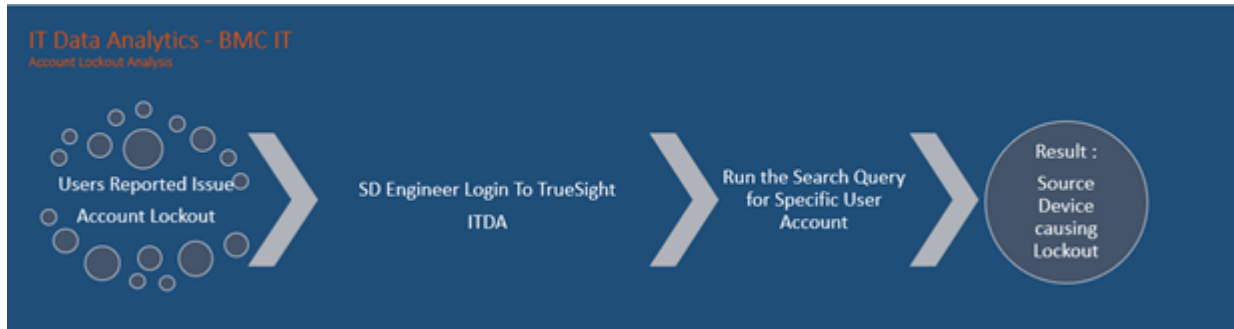 IT Data Analytics - BMC IT
Account Lockout Analysis
Users Reported Issue
Account Lockout
SD Engineer Login To TrueSight
ITDA
Run the Search Query
for Specific User
Account
Result :
Source
Device
causing
Lockout